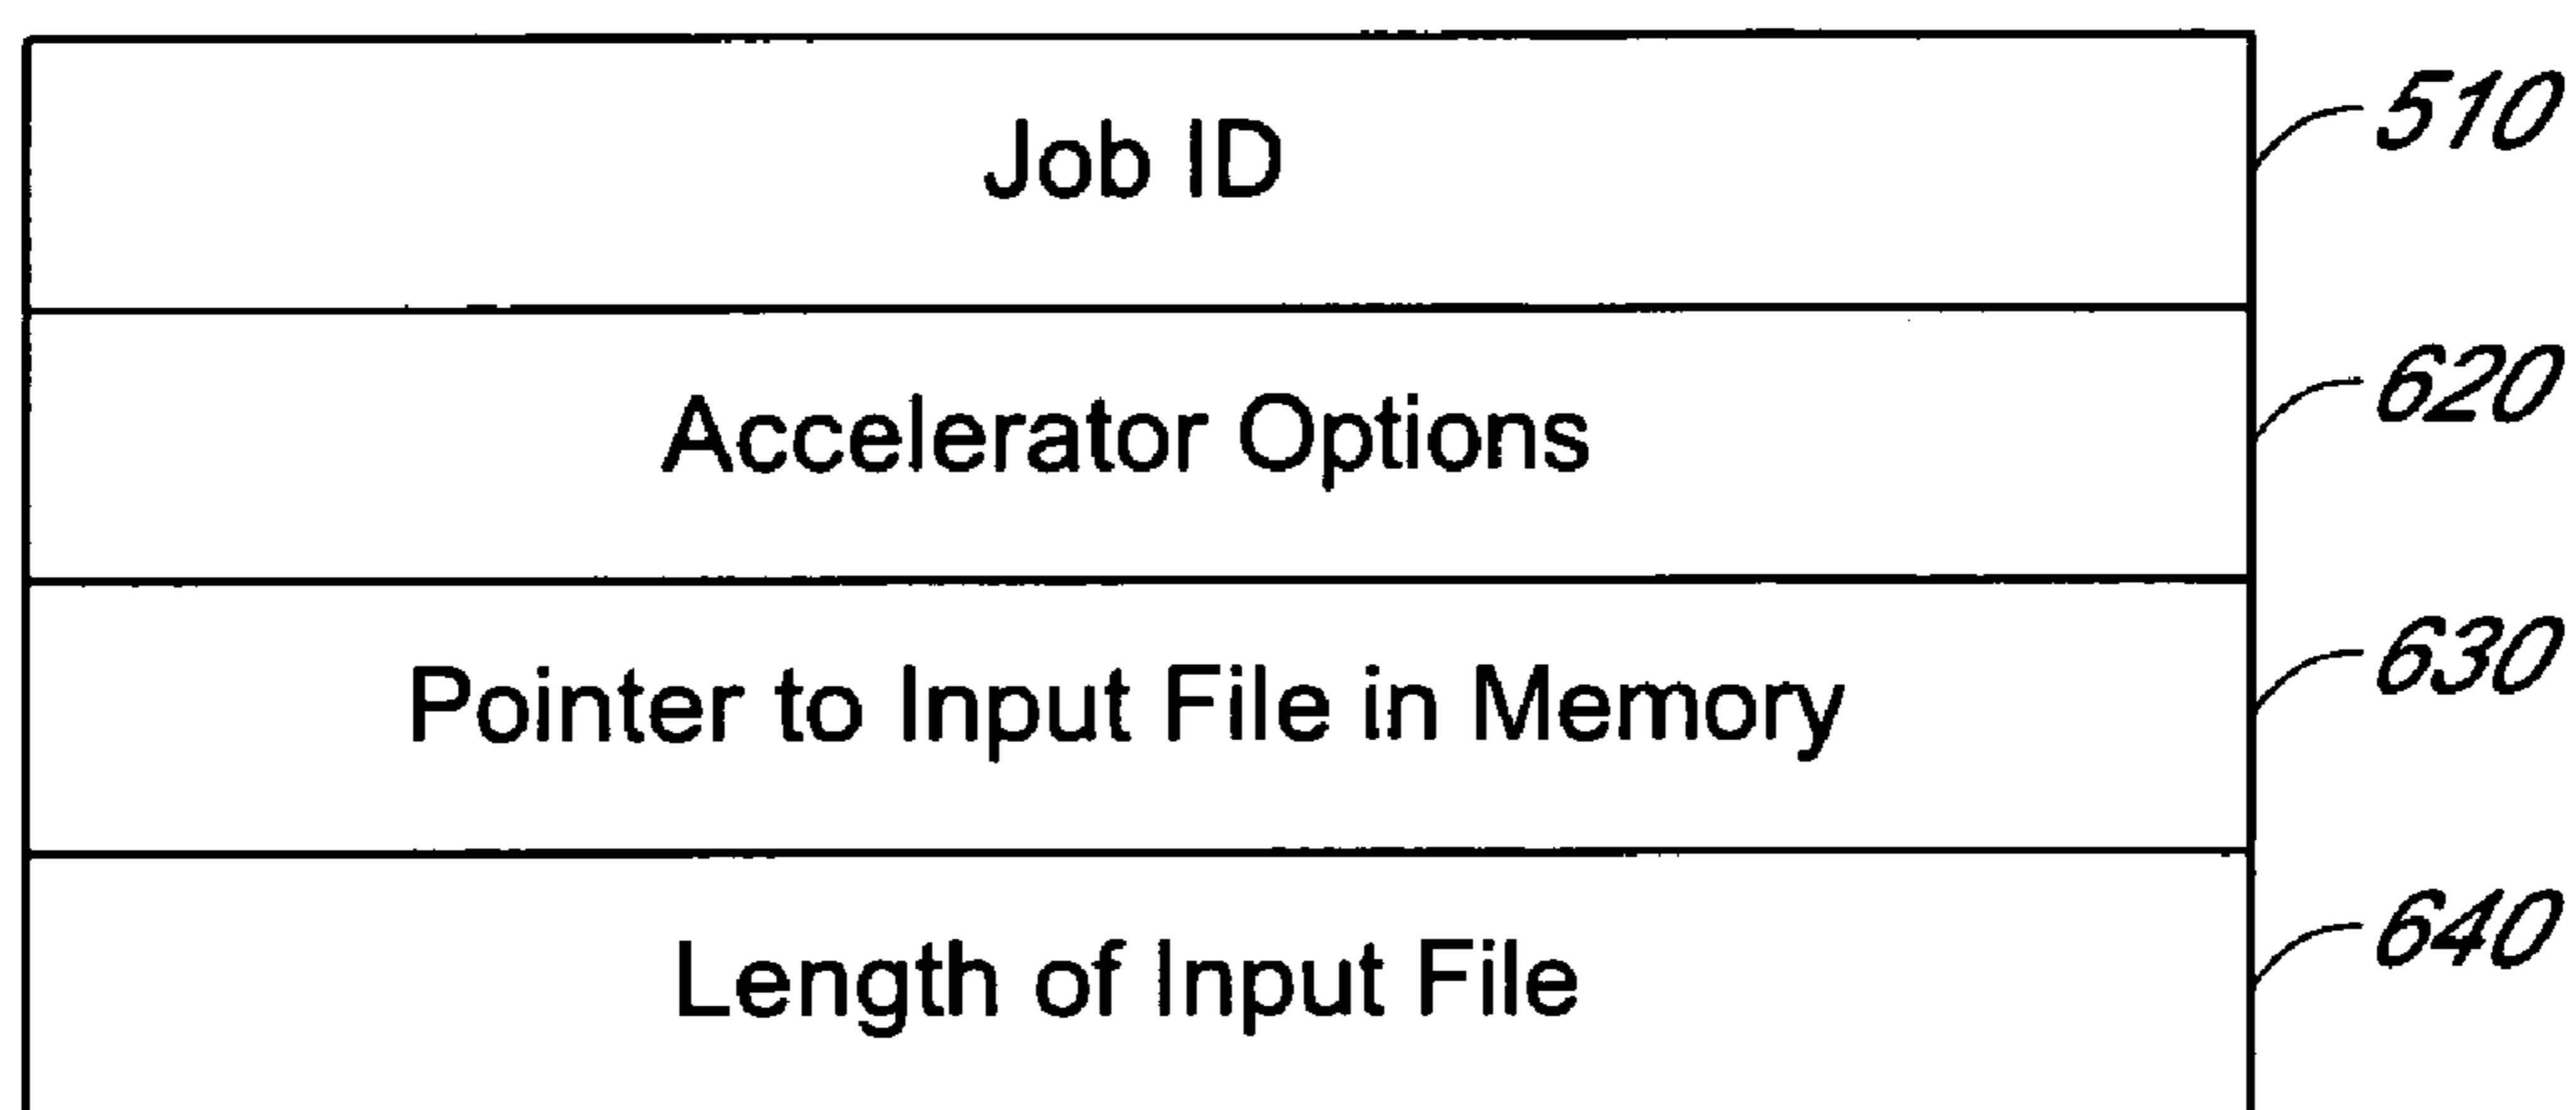 Job ID 510
Accelerator Options 620
Pointer to Input File in Memory 630
Length of Input File 640